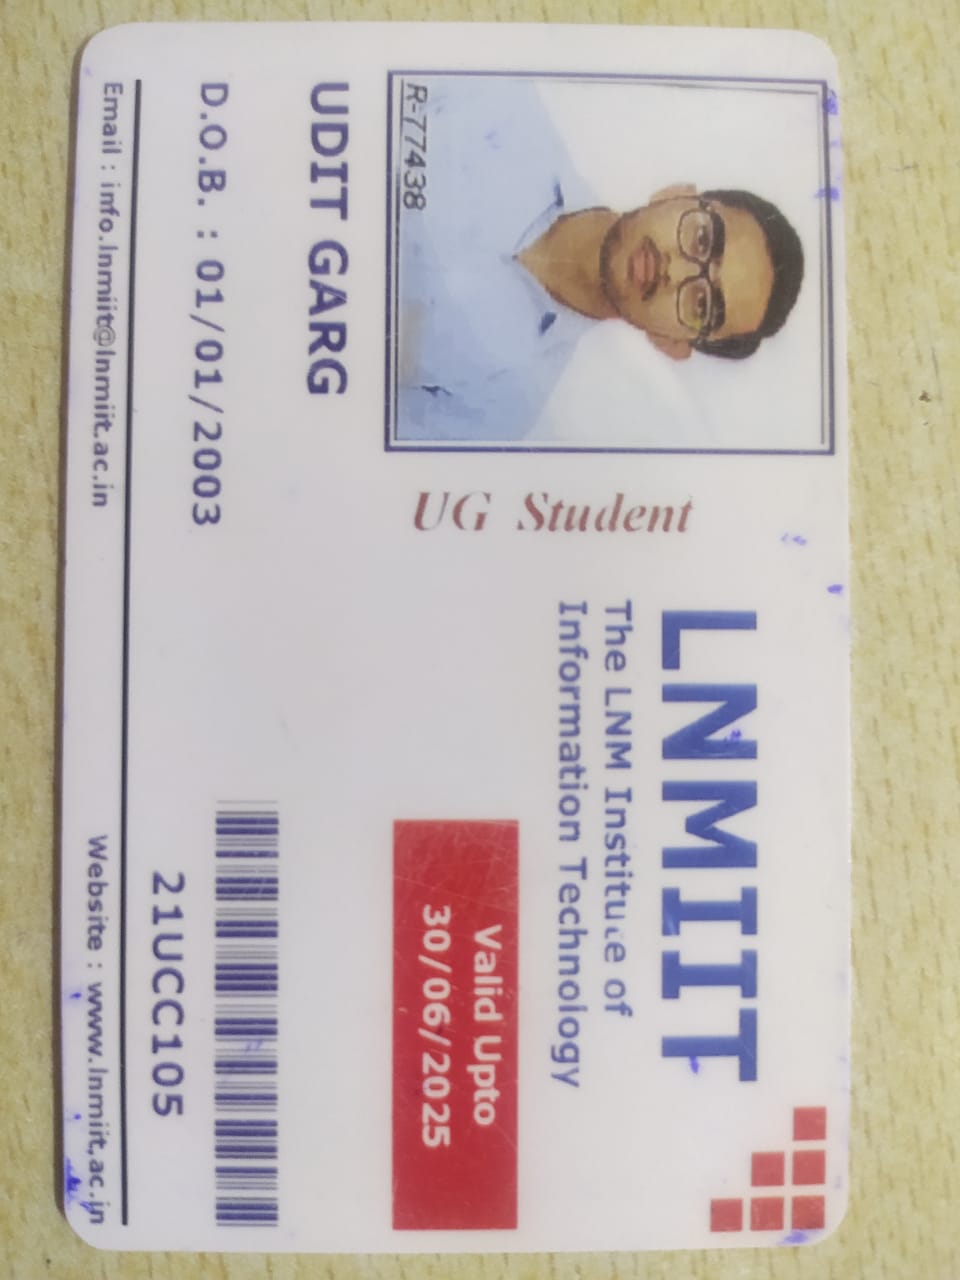 LNMIIT
The LNM Institute of
Information Technology
R-77438
UG Student
Valid Upto
30/06/2025
UDIT GARG
D.O.B. : 01/01/2003
21UCC105
Email : info.lnmiit@lnmiit.ac.in
Website : www.lnmiit.ac.in